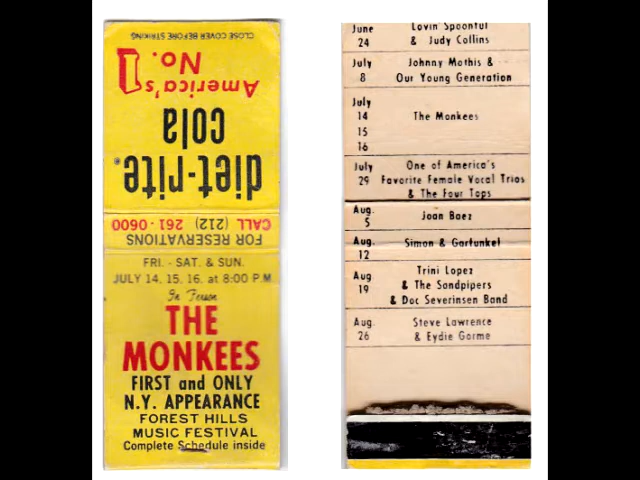 CLOSE COVER BEFORE STRIKING
America's
No. 1
diet-rite®
cola
FOR RESERVATIONS
CALL (212) 261-0600
FRI. - SAT. & SUN.
JULY 14, 15, 16. at 8:00 P.M
In Person
THE
MONKEES
FIRST and ONLY
N.Y. APPEARANCE
FOREST HILLS
MUSIC FESTIVAL
Complete Schedule inside
June Lovin' Spoonful
24 & Judy Collins
July Johnny Mathis &
8 Our Young Generation
July
14 The Monkees
15
16
July One of America's
29 Favorite Female Vocal Trios
& The Four Tops
Aug. Joan Baez
5
Aug. Simon & Garfunkel
12
Aug. Trini Lopez
19 & The Sandpipers
& Doc Severinsen Band
Aug. Steve Lawrence
26 & Eydie Gorme